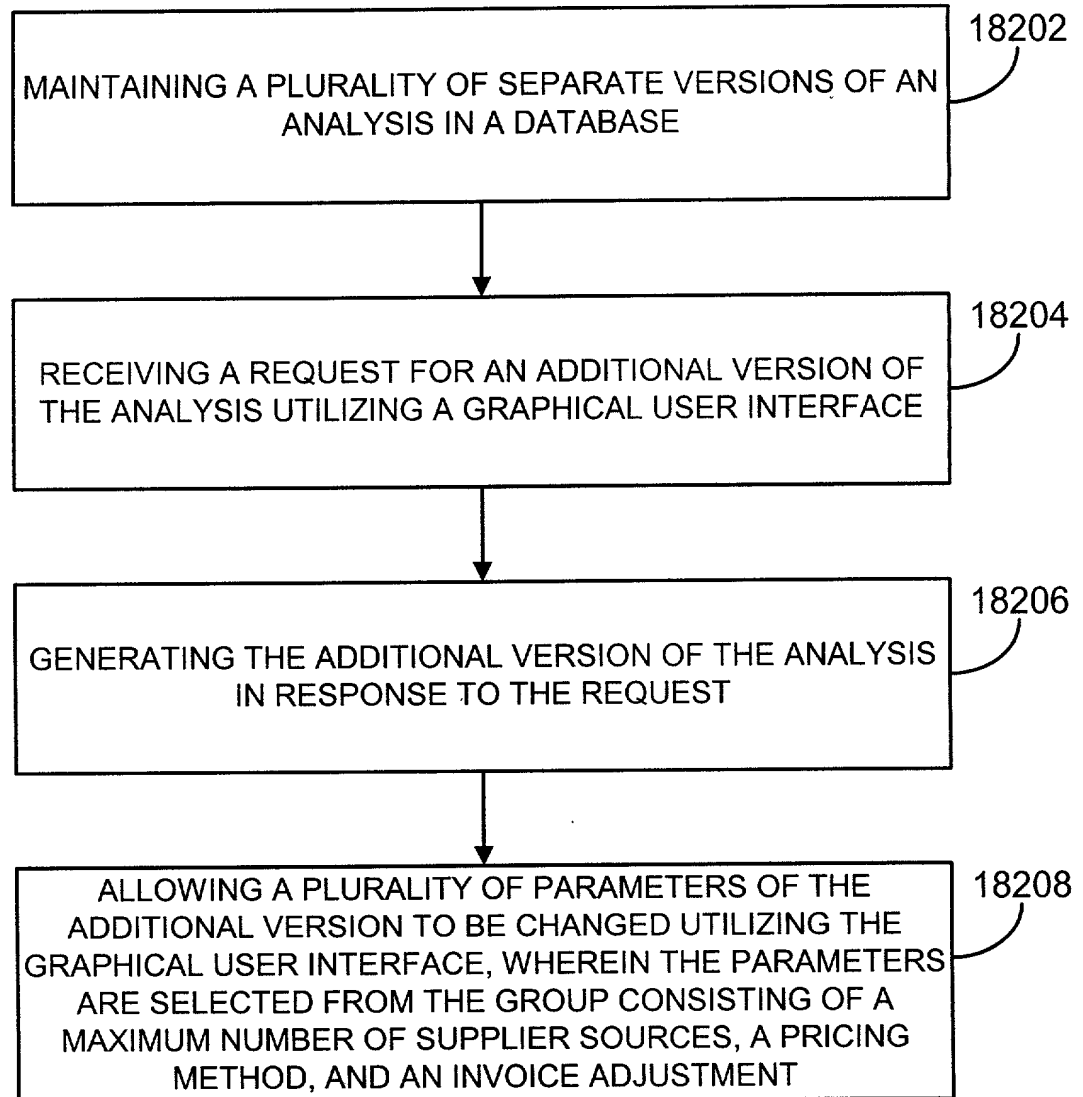 18202
MAINTAINING A PLURALITY OF SEPARATE VERSIONS OF AN
ANALYSIS IN A DATABASE
18204
RECEIVING A REQUEST FOR AN ADDITIONAL VERSION OF
THE ANALYSIS UTILIZING A GRAPHICAL USER INTERFACE
18206
GENERATING THE ADDITIONAL VERSION OF THE ANALYSIS
IN RESPONSE TO THE REQUEST
18208
ALLOWING A PLURALITY OF PARAMETERS OF THE
ADDITIONAL VERSION TO BE CHANGED UTILIZING THE
GRAPHICAL USER INTERFACE, WHEREIN THE PARAMETERS
ARE SELECTED FROM THE GROUP CONSISTING OF A
MAXIMUM NUMBER OF SUPPLIER SOURCES, A PRICING
METHOD, AND AN INVOICE ADJUSTMENT